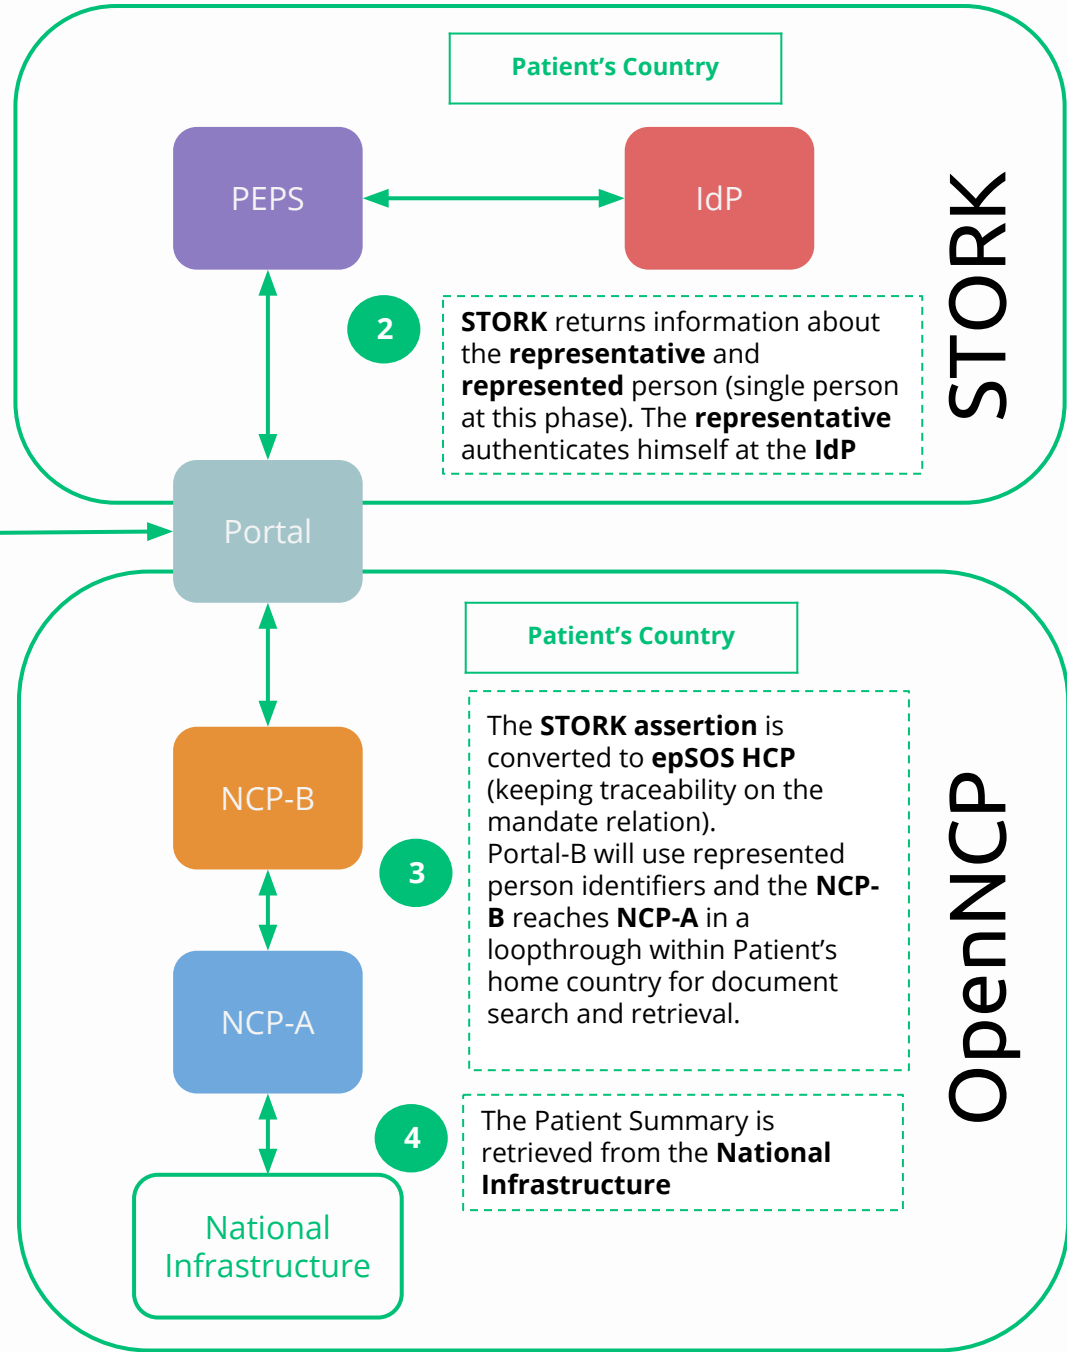 Patient’s Country
PEPS
IdP
STORK
2
STORK returns information about
the representative and
represented person (single person
at this phase). The representative
authenticates himself at the IdP
Portal
Patient’s Country
The STORK assertion is
converted to epSOS HCP
(keeping traceability on the
mandate relation).
Portal-B will use represented
person identifiers and the NCP-
B reaches NCP-A in a
loopthrough within Patient’s
home country for document
search and retrieval.
NCP-B
3
OpenNCP
NCP-A
4
The Patient Summary is
retrieved from the National
Infrastructure
National
Infrastructure